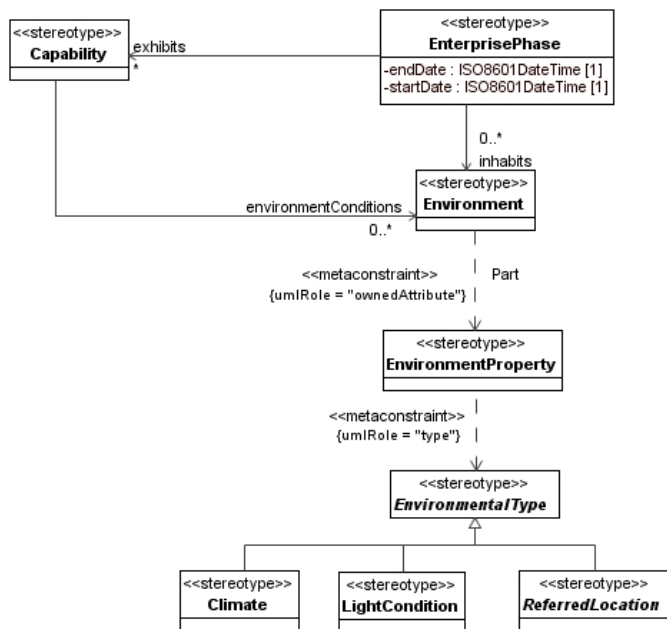 <<stereotype>>
Capability
exhibits
*
<<stereotype>>
EnterprisePhase
-endDate : ISO8601DateTime [1]
-startDate : ISO8601DateTime [1]
0..*
inhabits
environmentConditions
0..*
<<stereotype>>
Environment
<<metaconstraint>>
{umlRole = "ownedAttribute"}
Part
<<stereotype>>
EnvironmentProperty
<<metaconstraint>>
{umlRole = "type"}
<<stereotype>>
EnvironmentalType
<<stereotype>>
Climate
<<stereotype>>
LightCondition
<<stereotype>>
ReferredLocation